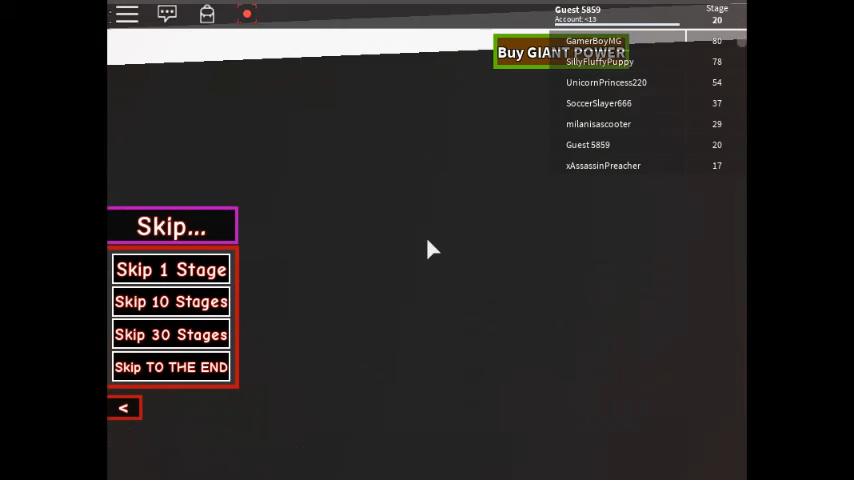 Guest 5859
Account: <13
Stage
20
Buy GIANT POWER
GamerBoyMG 80
SillyFluffyPuppy 78
UnicornPrincess220 54
SoccerSlayer666 37
milanisascooter 29
Guest 5859 20
xAssassinPreacher 17
Skip...
Skip 1 Stage
Skip 10 Stages
Skip 30 Stages
Skip TO THE END
<